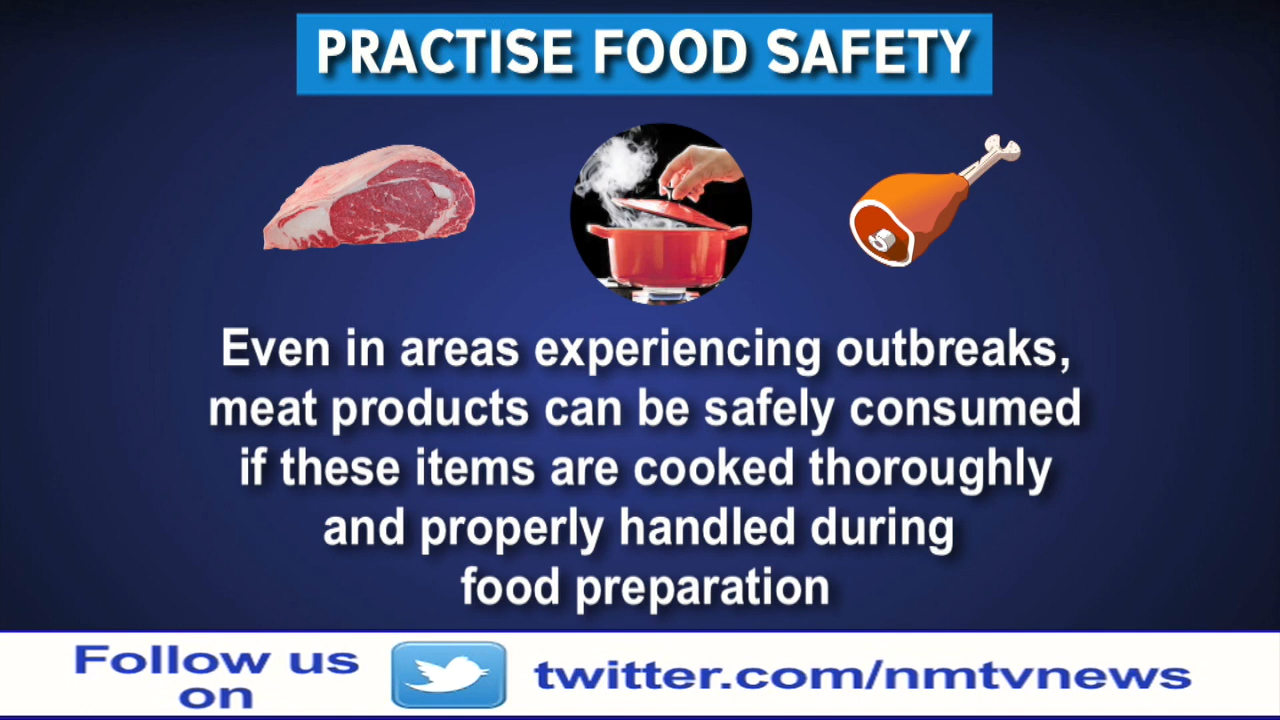 PRACTISE FOOD SAFETY
Even in areas experiencing outbreaks,
meat products can be safely consumed
if these items are cooked thoroughly
and properly handled during
food preparation
Follow us
on
twitter.com/nmtvnews